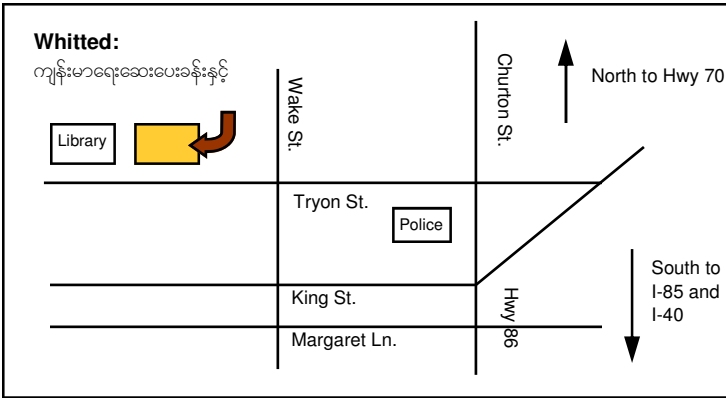 Whitted:
ကျန်းမာရေးဆေးပေးခန်းနှင့်
Library
Wake St.
Churton St.
North to Hwy 70
Tryon St.
Police
King St.
Hwy 86
South to
I-85 and
I-40
Margaret Ln.